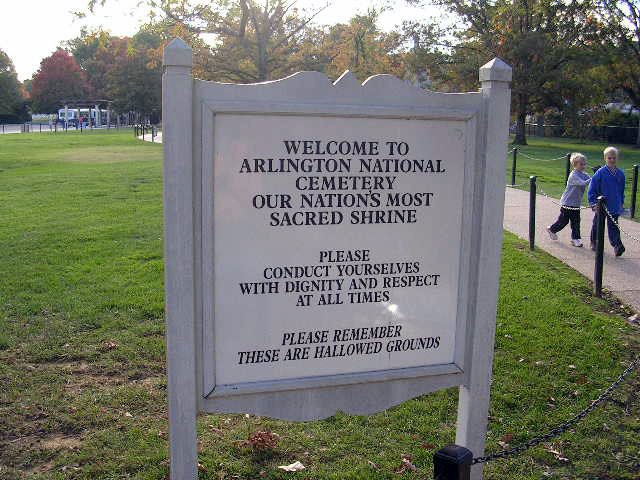 WELCOME TO
ARLINGTON NATIONAL
CEMETERY
OUR NATION'S MOST
SACRED SHRINE
PLEASE
CONDUCT YOURSELVES
WITH DIGNITY AND RESPECT
AT ALL TIMES
PLEASE REMEMBER
THESE ARE HALLOWED GROUNDS